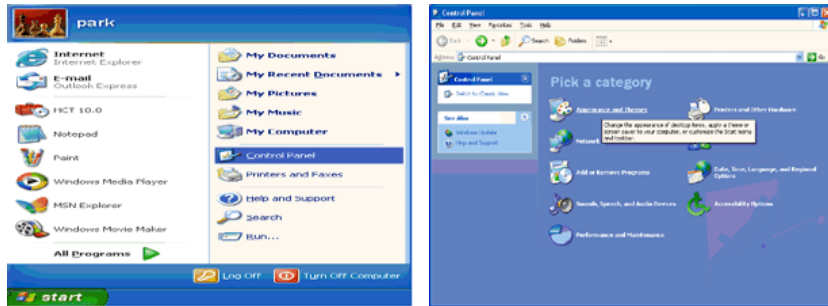 park
Internet
Internet Explorer
E-mail
Outlook Express
HCT 10.0
Notepad
Paint
Windows Media Player
MSN Explorer
Windows Movie Maker
All Programs
My Documents
My Recent Documents
My Pictures
My Music
My Computer
Control Panel
Printers and Faxes
Help and Support
Search
Run...
Log Off
Turn Off Computer
start
Control Panel
File Edit View Favorites Tools Help
Back Search Folders
Address Control Panel Go
Control Panel
Switch to Classic View
See Also
Windows Update
Help and Support
Pick a category
Appearance and Themes
Printers and Other Hardware
Change the appearance of desktop items, apply a theme or
screen saver to your computer, or customize the Start menu
and taskbar.
Network
Add or Remove Programs
Date, Time, Language, and Regional
Options
Sounds, Speech, and Audio Devices
Accessibility Options
Performance and Maintenance